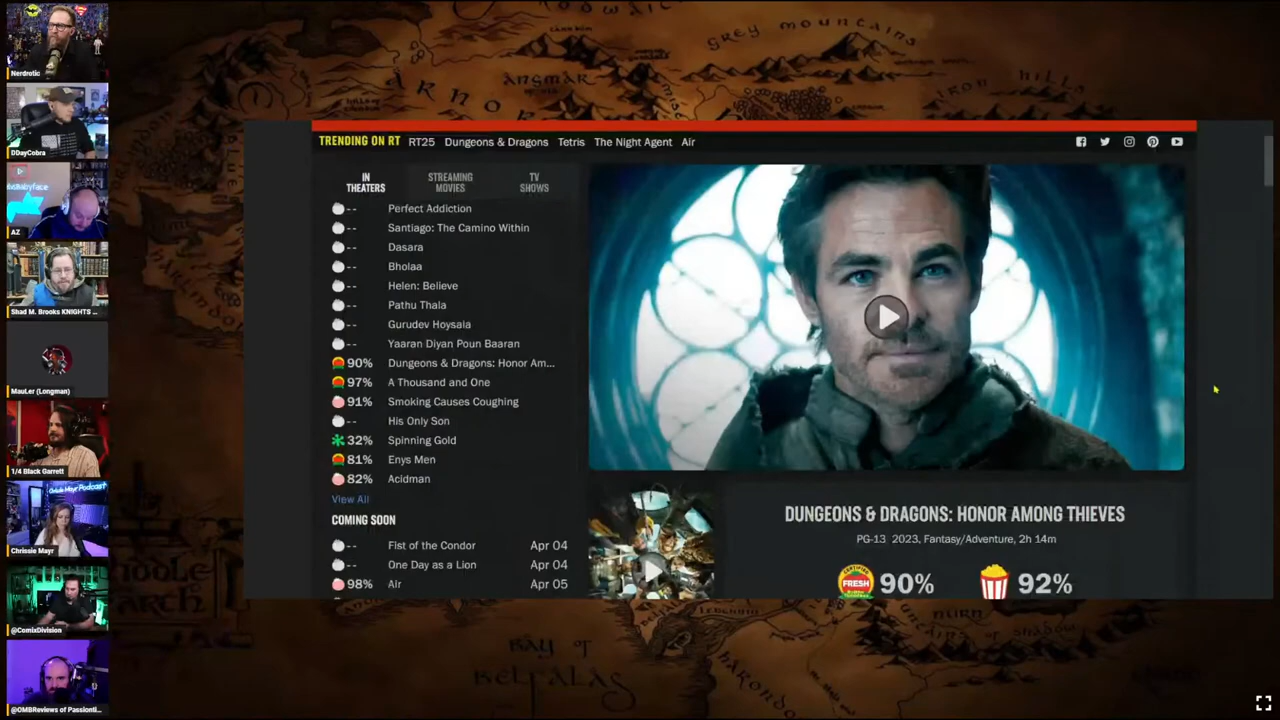 Nerdrotic
DDayCobra
AZ
Shad M. Brooks KNIGHTS ...
MauLer (Longman)
1/4 Black Garrett
Chrissie Mayr
@ComixDivision
@OMBReviews of Passionti...
GREY MOUNTAINS
ANGMAR
ARNOR
IRON HILLS
TRENDING ON RT RT25 Dungeons & Dragons Tetris The Night Agent Air
IN THEATERS
STREAMING MOVIES
TV SHOWS
-- Perfect Addiction
-- Santiago: The Camino Within
-- Dasara
-- Bholaa
-- Helen: Believe
-- Pathu Thala
-- Gurudev Hoysala
-- Yaaran Diyan Poun Baaran
90% Dungeons & Dragons: Honor Am...
97% A Thousand and One
91% Smoking Causes Coughing
-- His Only Son
32% Spinning Gold
81% Enys Men
82% Acidman
View All
COMING SOON
-- Fist of the Condor Apr 04
-- One Day as a Lion Apr 04
98% Air Apr 05
DUNGEONS & DRAGONS: HONOR AMONG THIEVES
PG-13 2023, Fantasy/Adventure, 2h 14m
FRESH 90% 92%
BAY OF
BELFALAS